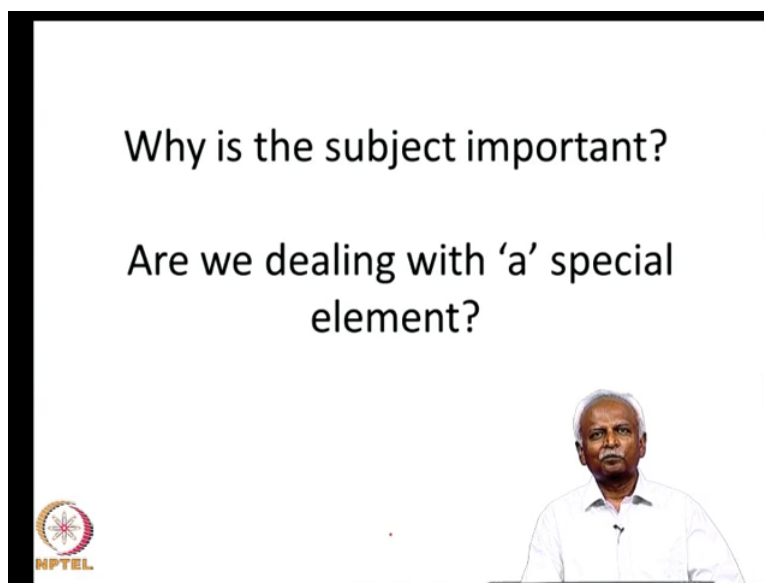 Why is the subject important?
Are we dealing with ‘a’ special
element?
NPTEL